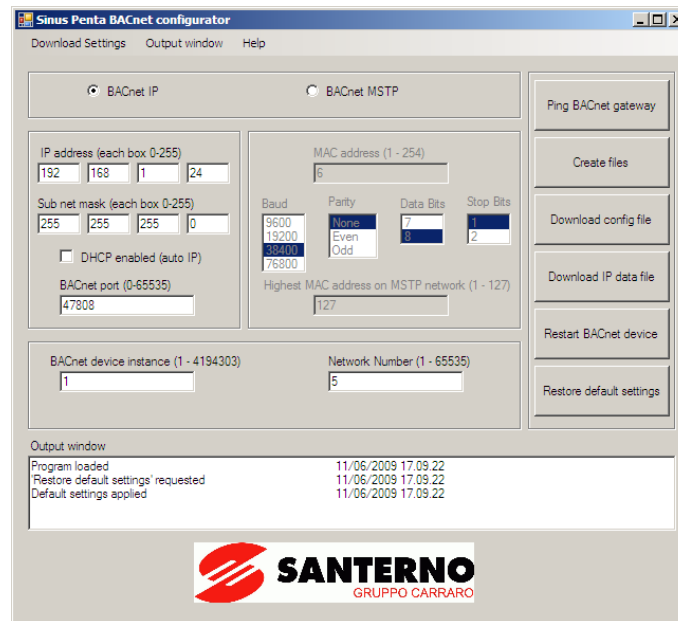 Sinus Penta BACnet configurator
Download Settings Output window Help
BACnet IP
BACnet MSTP
IP address (each box 0-255)
192 168 1 24
Sub net mask (each box 0-255)
255 255 255 0
DHCP enabled (auto IP)
BACnet port (0-65535)
47808
MAC address (1 - 254)
6
Baud Parity Data Bits Stop Bits
9600 None 7 1
19200 Even 8 2
38400 Odd
76800
Highest MAC address on MSTP network (1 - 127)
127
BACnet device instance (1 - 4194303)
1
Network Number (1 - 65535)
5
Ping BACnet gateway
Create files
Download config file
Download IP data file
Restart BACnet device
Restore default settings
Output window
Program loaded 11/06/2009 17.09.22
'Restore default settings' requested 11/06/2009 17.09.22
Default settings applied 11/06/2009 17.09.22
SANTERNO
GRUPPO CARRARO